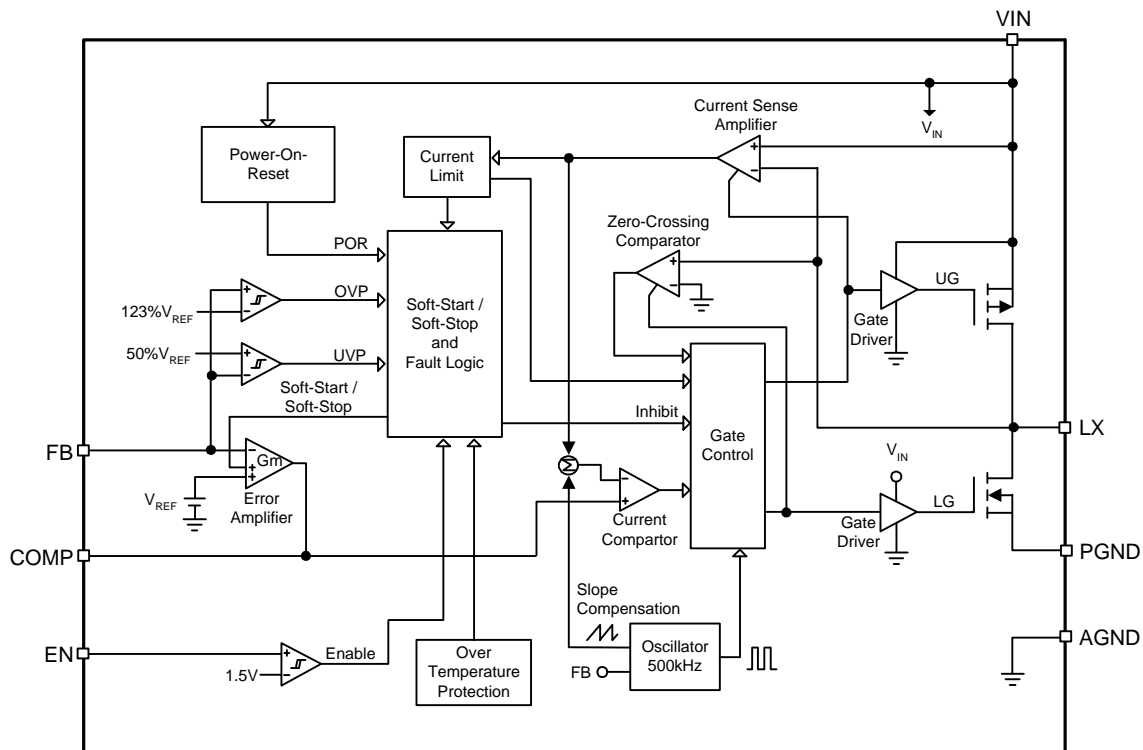 VIN
Current Sense
Amplifier
V_IN
+
−
Power-On-
Reset
Current
Limit
Zero-Crossing
Comparator
+
−
POR
OVP
+
−
123%V_REF
Soft-Start /
Soft-Stop
and
Fault Logic
UG
Gate
Driver
50%V_REF
+
−
UVP
Soft-Start /
Soft-Stop
Inhibit
Gate
Control
FB
−
+
+
Gm
LX
V_REF
Error
Amplifier
Σ
−
+
Current
Compartor
V_IN
LG
Gate
Driver
COMP
PGND
Slope
Compensation
EN
+
−
1.5V
Enable
Over
Temperature
Protection
Oscillator
500kHz
FB
AGND